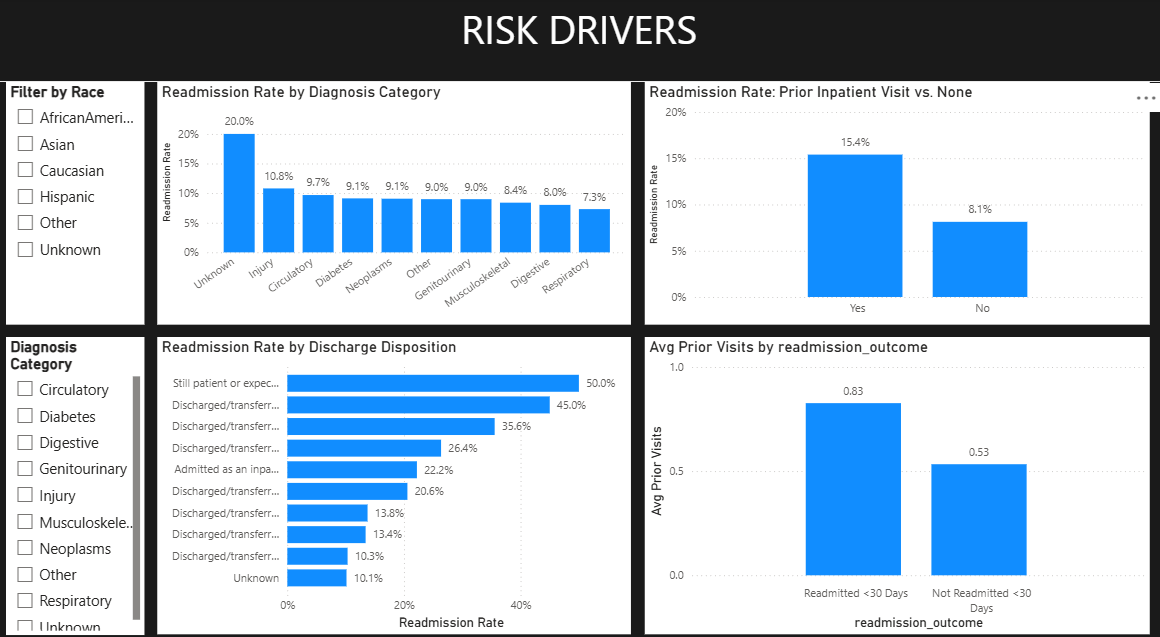 RISK DRIVERS
Filter by Race
AfricanAmeri...
Asian
Caucasian
Hispanic
Other
Unknown
Readmission Rate by Diagnosis Category
Readmission Rate
20%
15%
10%
5%
0%
20.0%
10.8%
9.7%
9.1%
9.1%
9.0%
9.0%
8.4%
8.0%
7.3%
Unknown
Injury
Circulatory
Diabetes
Neoplasms
Other
Genitourinary
Musculoskeletal
Digestive
Respiratory
Readmission Rate: Prior Inpatient Visit vs. None
Readmission Rate
20%
15%
10%
5%
0%
15.4%
8.1%
Yes
No
Diagnosis
Category
Circulatory
Diabetes
Digestive
Genitourinary
Injury
Musculoskele..
Neoplasms
Other
Respiratory
Unknown
Readmission Rate by Discharge Disposition
Still patient or expec... 50.0%
Discharged/transferr... 45.0%
Discharged/transferr... 35.6%
Discharged/transferr... 26.4%
Admitted as an inpa... 22.2%
Discharged/transferr... 20.6%
Discharged/transferr... 13.8%
Discharged/transferr... 13.4%
Discharged/transferr... 10.3%
Unknown 10.1%
0% 20% 40%
Readmission Rate
Avg Prior Visits by readmission_outcome
Avg Prior Visits
1.0
0.5
0.0
0.83
0.53
Readmitted <30 Days
Not Readmitted <30
Days
readmission_outcome